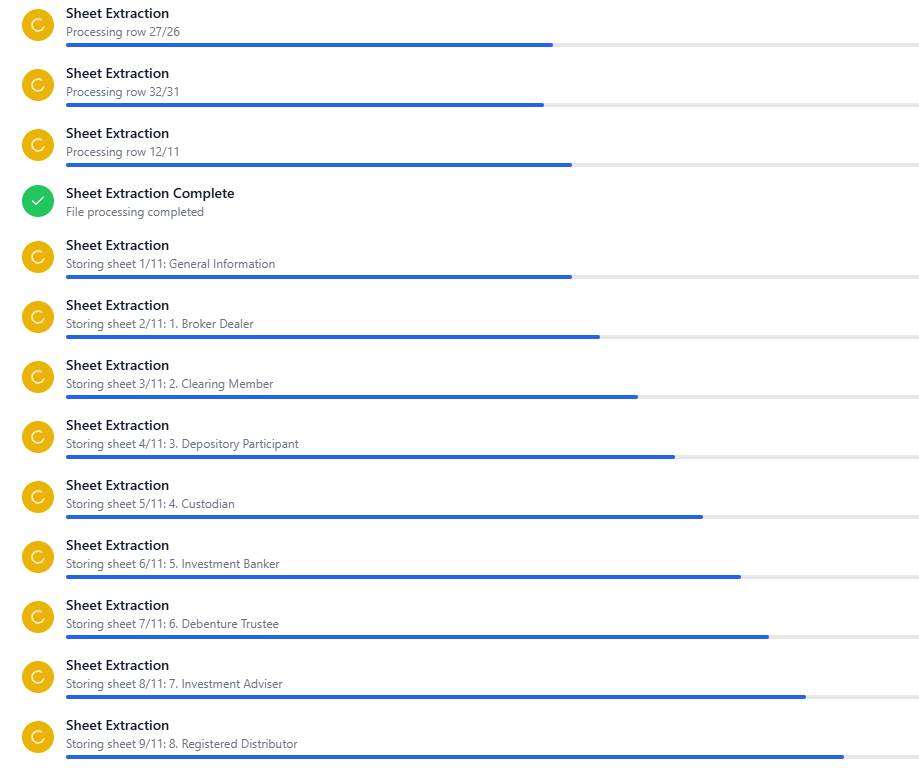 Sheet Extraction
Processing row 27/26
Sheet Extraction
Processing row 32/31
Sheet Extraction
Processing row 12/11
Sheet Extraction Complete
File processing completed
Sheet Extraction
Storing sheet 1/11: General Information
Sheet Extraction
Storing sheet 2/11: 1. Broker Dealer
Sheet Extraction
Storing sheet 3/11: 2. Clearing Member
Sheet Extraction
Storing sheet 4/11: 3. Depository Participant
Sheet Extraction
Storing sheet 5/11: 4. Custodian
Sheet Extraction
Storing sheet 6/11: 5. Investment Banker
Sheet Extraction
Storing sheet 7/11: 6. Debenture Trustee
Sheet Extraction
Storing sheet 8/11: 7. Investment Adviser
Sheet Extraction
Storing sheet 9/11: 8. Registered Distributor